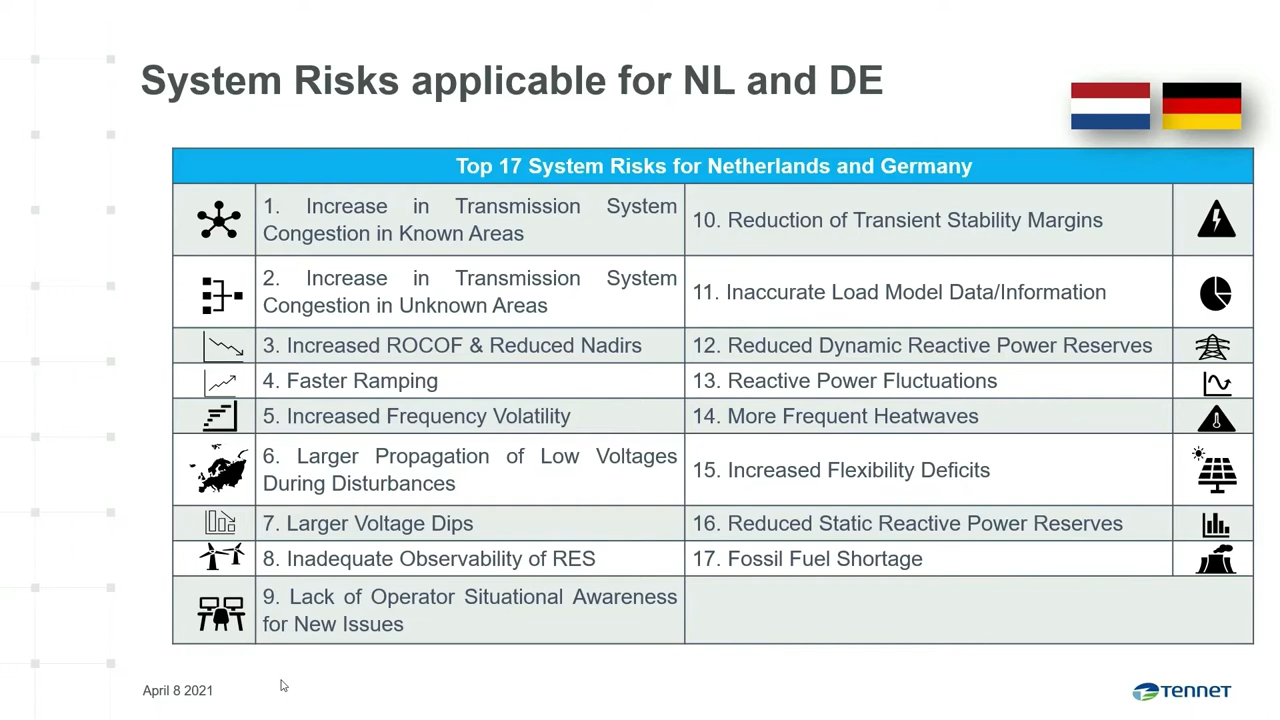 System Risks applicable for NL and DE
Top 17 System Risks for Netherlands and Germany
1. Increase in Transmission System
Congestion in Known Areas
10. Reduction of Transient Stability Margins
2. Increase in Transmission System
Congestion in Unknown Areas
11. Inaccurate Load Model Data/Information
3. Increased ROCOF & Reduced Nadirs
12. Reduced Dynamic Reactive Power Reserves
4. Faster Ramping
13. Reactive Power Fluctuations
5. Increased Frequency Volatility
14. More Frequent Heatwaves
6. Larger Propagation of Low Voltages
During Disturbances
15. Increased Flexibility Deficits
7. Larger Voltage Dips
16. Reduced Static Reactive Power Reserves
8. Inadequate Observability of RES
17. Fossil Fuel Shortage
9. Lack of Operator Situational Awareness
for New Issues
April 8 2021
TenneT